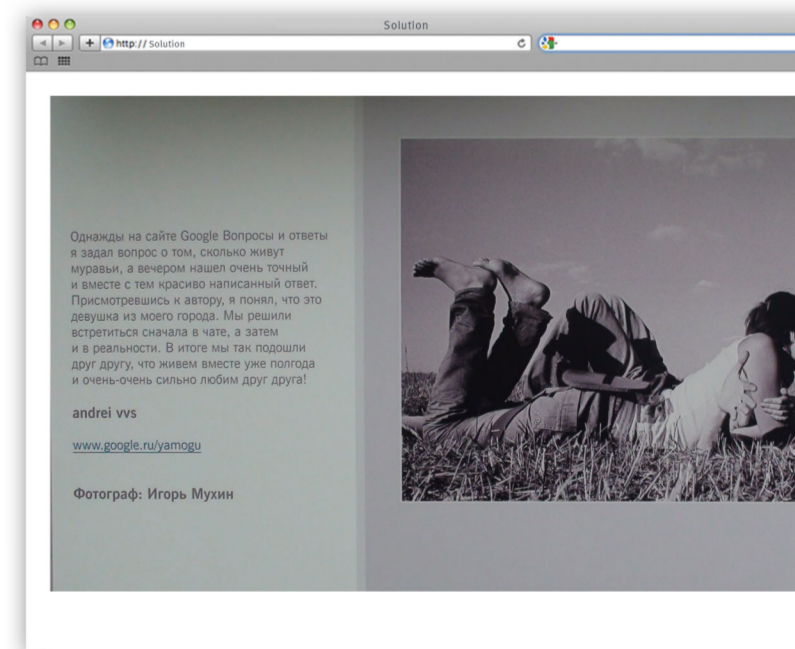 Solution
http:// Solution
Однажды на сайте Google Вопросы и ответы
я задал вопрос о том, сколько живут
муравьи, а вечером нашел очень точный
и вместе с тем красиво написанный ответ.
Присмотревшись к автору, я понял, что это
девушка из моего города. Мы решили
встретиться сначала в чате, а затем
и в реальности. В итоге мы так подошли
друг другу, что живем вместе уже полгода
и очень-очень сильно любим друг друга!
andrei vvs
www.google.ru/yamogu
Фотограф: Игорь Мухин